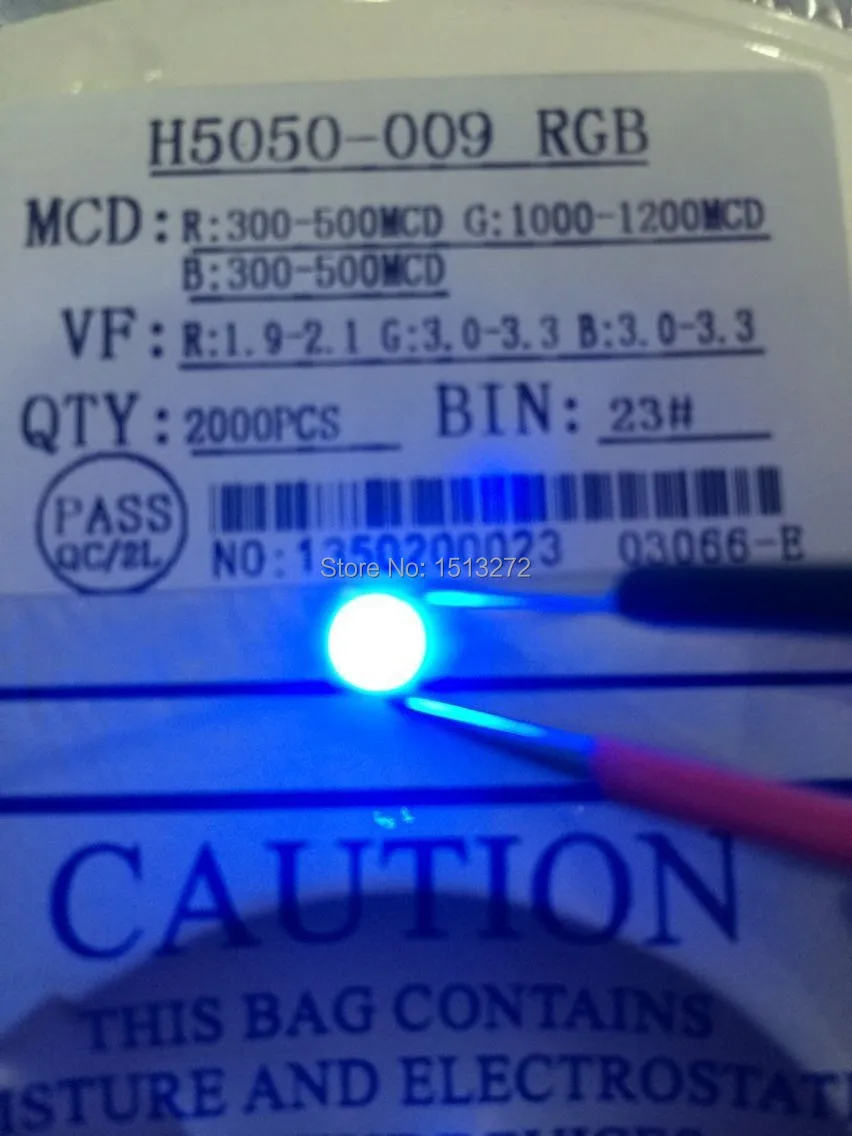 H5050-009 RGB
MCD: R:300-500MCD G:1000-1200MCD
B:300-500MCD
VF: R:1.9-2.1 G:3.0-3.3 B:3.0-3.3
QTY: 2000PCS BIN: 23#
PASS
QC/2L
NO:1350200023 03066-E
Store No: 1513272
CAUTION
THIS BAG CONTAINS
ISTURE AND ELECTROSTAT